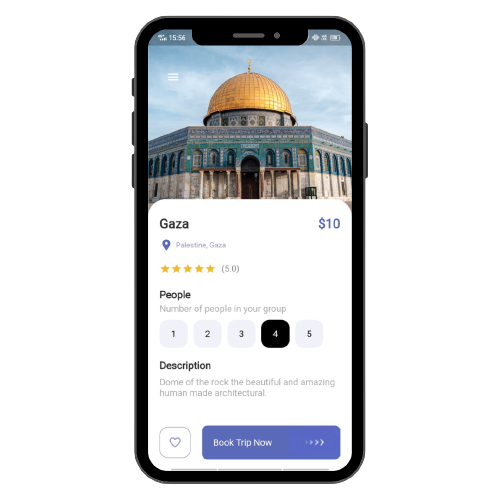 15:56
Gaza $10
Palestine, Gaza
(5.0)
People
Number of people in your group
1 2 3 4 5
Description
Dome of the rock the beautiful and amazing
human made architectural.
Book Trip Now